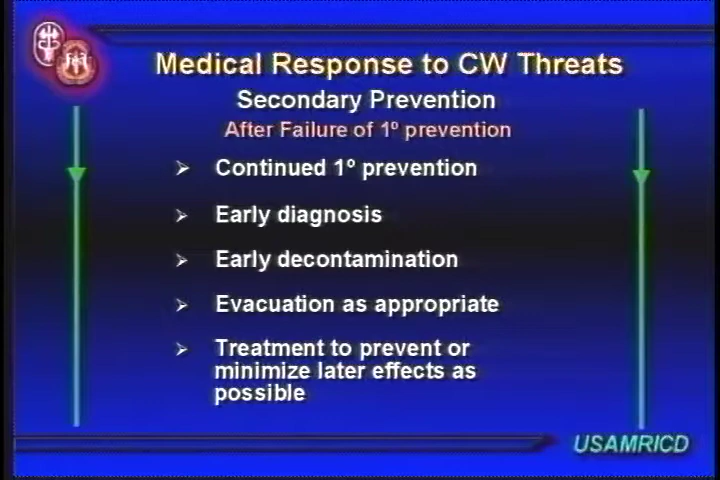 Medical Response to CW Threats
Secondary Prevention
After Failure of 1º prevention
Continued 1º prevention
Early diagnosis
Early decontamination
Evacuation as appropriate
Treatment to prevent or
minimize later effects as
possible
USAMRICD